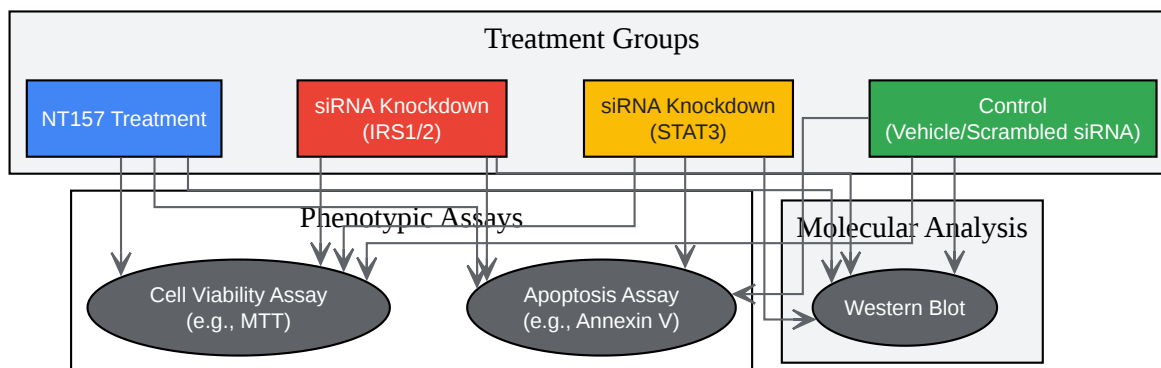 Treatment Groups
NT157 Treatment
siRNA Knockdown
(IRS1/2)
siRNA Knockdown
(STAT3)
Control
(Vehicle/Scrambled siRNA)
Phenotypic Assays
Molecular Analysis
Cell Viability Assay
(e.g., MTT)
Apoptosis Assay
(e.g., Annexin V)
Western Blot